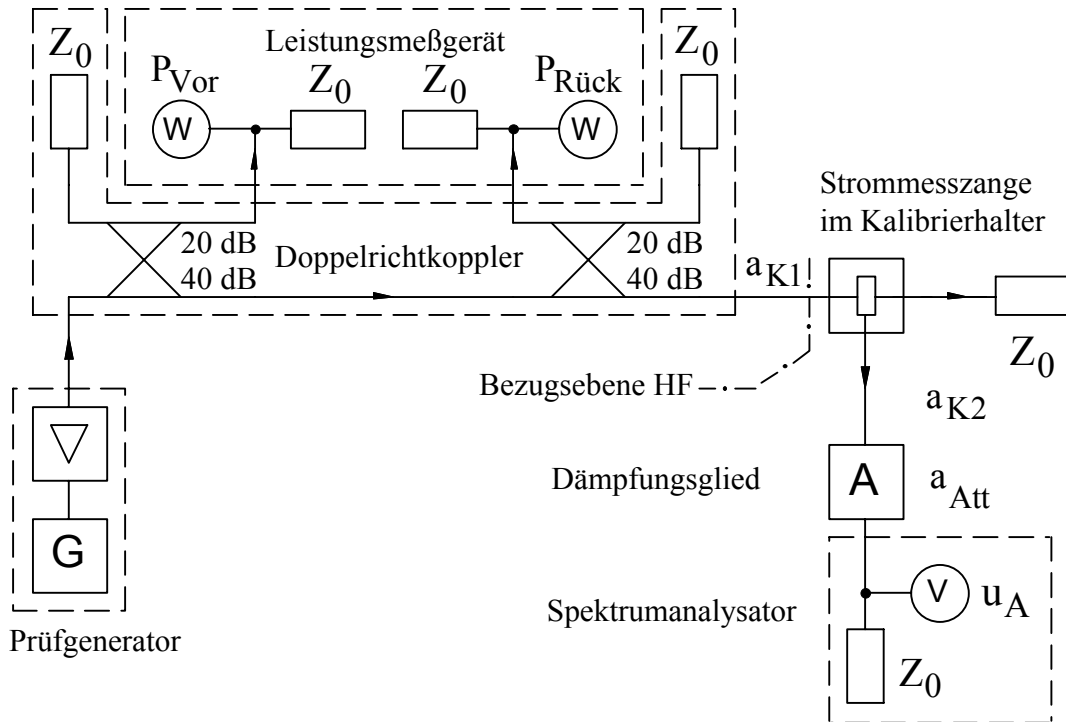 Z0
Leistungsmeßgerät
Z0
PVor
Z0
Z0
PRück
W
W
Strommesszange
im Kalibrierhalter
20 dB
40 dB
Doppelrichtkoppler
20 dB
40 dB
aK1
Z0
Bezugsebene HF
aK2
Dämpfungsglied
A
aAtt
G
Spektrumanalysator
V
uA
Prüfgenerator
Z0